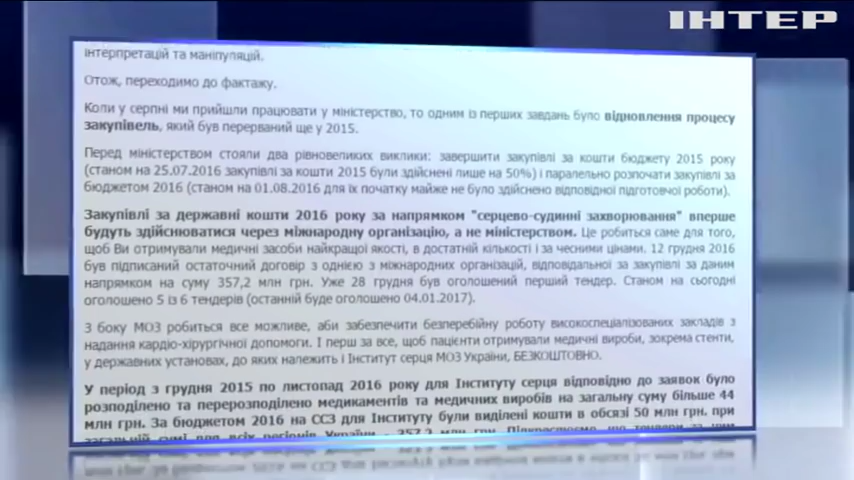 ІНТЕР
інтерпретацій та маніпуляцій.
Отож, переходимо до фактажу.
Коли у серпні ми прийшли працювати у міністерство, то одним із перших завдань було відновлення процесу
закупівель, який був перерваний ще у 2015.
Перед міністерством стояли два рівновеликих виклики: завершити закупівлі за кошти бюджету 2015 року
(станом на 25.07.2016 закупівлі за кошти 2015 були здійснені лише на 50%) і паралельно розпочати закупівлі за
бюджетом 2016 (станом на 01.08.2016 для їх початку майже не було здійснено відповідної підготовчої роботи).
Закупівлі за державні кошти 2016 року за напрямком "серцево-судинні захворювання" вперше
будуть здійснюватися через міжнародну організацію, а не міністерством. Це робиться саме для того,
щоб Ви отримували медичні засоби найкращої якості, в достатній кількості і за чесними цінами. 12 грудня 2016
був підписаний остаточний договір з однією з міжнародних організацій, відповідальної за закупівлі за даним
напрямком на суму 357,2 млн грн. Уже 28 грудня був оголошений перший тендер. Станом на сьогодні
оголошено 5 із 6 тендерів (останній буде оголошено 04.01.2017).
З боку МОЗ робиться все можливе, аби забезпечити безперебійну роботу високоспеціалізованих закладів з
надання кардіо-хірургічної допомоги. І перш за все, щоб пацієнти отримували медичні вироби, зокрема стенти,
у державних установах, до яких належить і Інститут серця МОЗ України, БЕЗКОШТОВНО.
У період з грудня 2015 по листопад 2016 року для Інституту серця відповідно до заявок було
розподілено та перерозподілено медикаментів та медичних виробів на загальну суму більше 44
млн грн. За бюджетом 2016 на ССЗ для Інституту були виділені кошти в обсязі 50 млн грн. при
загальній сумі для всіх регіонів України - 357,2 млн грн.